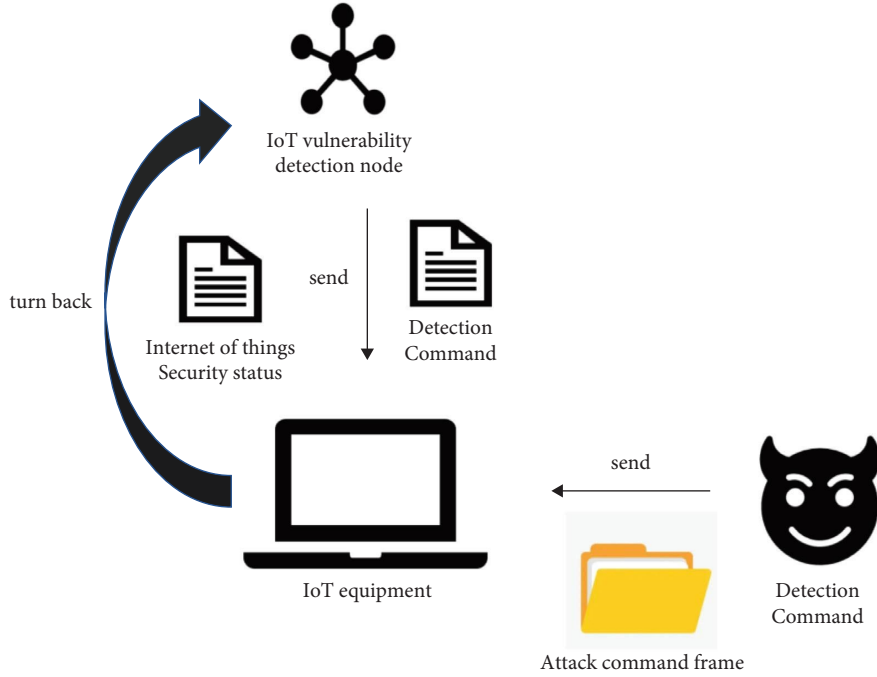 IoT vulnerability
detection node
send
Detection
Command
turn back
Internet of things
Security status
IoT equipment
send
Detection
Command
Attack command frame